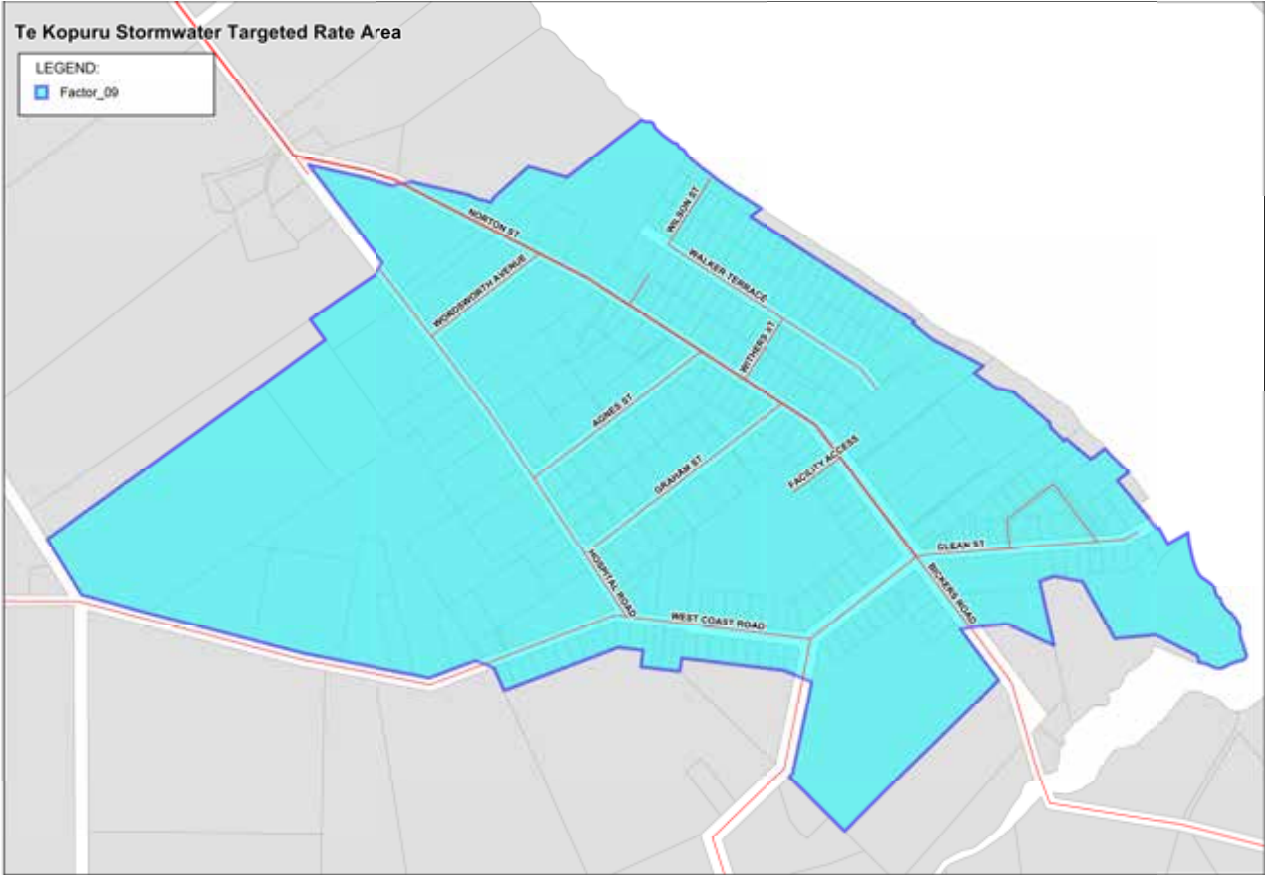 Te Kopuru Stormwater Targeted Rate Area
LEGEND:
Factor_09
NORTON ST
WILSON ST
WORDSWORTH AVENUE
WALKER TERRACE
WITHERS ST
AGNES ST
GRAHAM ST
FACILITY ACCESS
CLEAN ST
HOSPITAL ROAD
BICKERS ROAD
WEST COAST ROAD